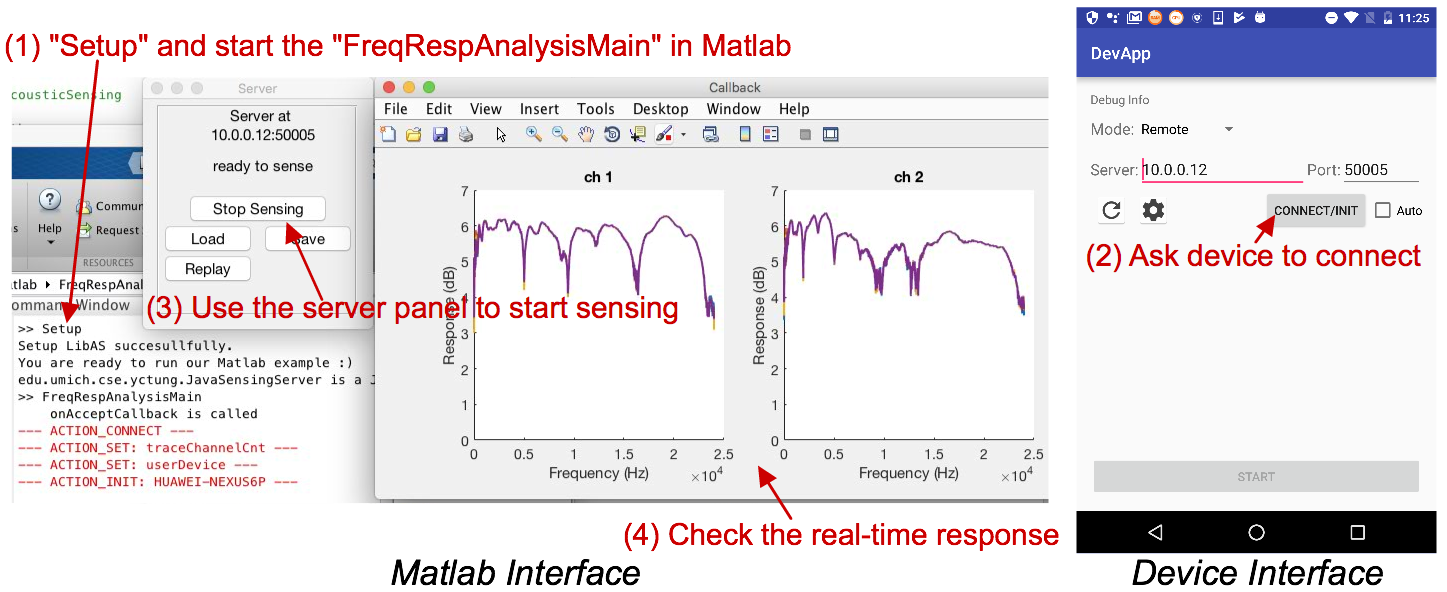 (1) "Setup" and start the "FreqRespAnalysisMain" in Matlab
cousticSensing
Help
Commun
Request
RESOURCES
tlab ▸ FreqRespAnal
ommand Window
>> Setup
Setup LibAS succesullfully.
You are ready to run our Matlab example :)
edu.umich.cse.yctung.JavaSensingServer is a J
>> FreqRespAnalysisMain
onAcceptCallback is called
--- ACTION_CONNECT ---
--- ACTION_SET: traceChannelCnt ---
--- ACTION_SET: userDevice ---
--- ACTION_INIT: HUAWEI-NEXUS6P ---
Server
Server at
10.0.0.12:50005
ready to sense
Stop Sensing
Load Save
Replay
(3) Use the server panel to start sensing
Callback
File Edit View Insert Tools Desktop Window Help
ch 1
7
6
5
4
3
2
1
0
Response (dB)
0 0.5 1 1.5 2 2.5
Frequency (Hz) ×10^4
ch 2
7
6
5
4
3
2
1
0
Response (dB)
0 0.5 1 1.5 2 2.5
Frequency (Hz) ×10^4
(4) Check the real-time response
Matlab Interface
11:25
DevApp
Debug Info
Mode: Remote
Server: 10.0.0.12 Port: 50005
CONNECT/INIT Auto
(2) Ask device to connect
START
Device Interface